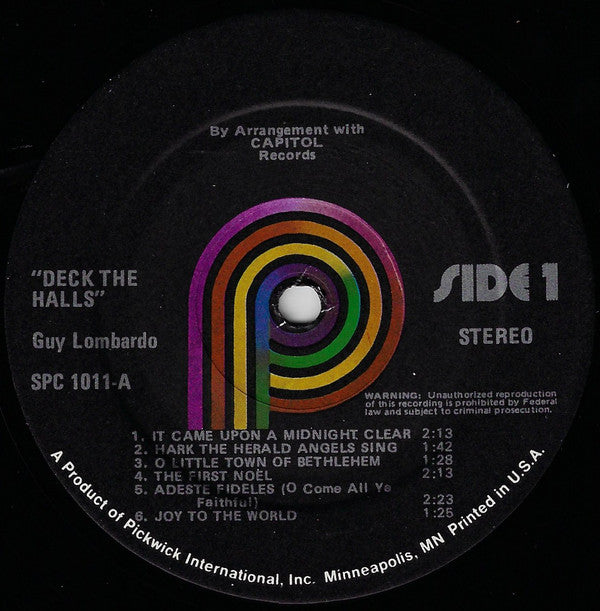 By Arrangement with
CAPITOL
Records
"DECK THE
HALLS"
Guy Lombardo
SPC 1011-A
SIDE 1
STEREO
WARNING: Unauthorized reproduction
of this recording is prohibited by Federal
law and subject to criminal prosecution.
1. IT CAME UPON A MIDNIGHT CLEAR 2:13
2. HARK THE HERALD ANGELS SING 1:42
3. O LITTLE TOWN OF BETHLEHEM 1:28
4. THE FIRST NOËL 2:13
5. ADESTE FIDELES (O Come All Ye
Faithful) 2:23
6. JOY TO THE WORLD 1:25
A Product of Pickwick International, Inc. Minneapolis, MN Printed in U.S.A.